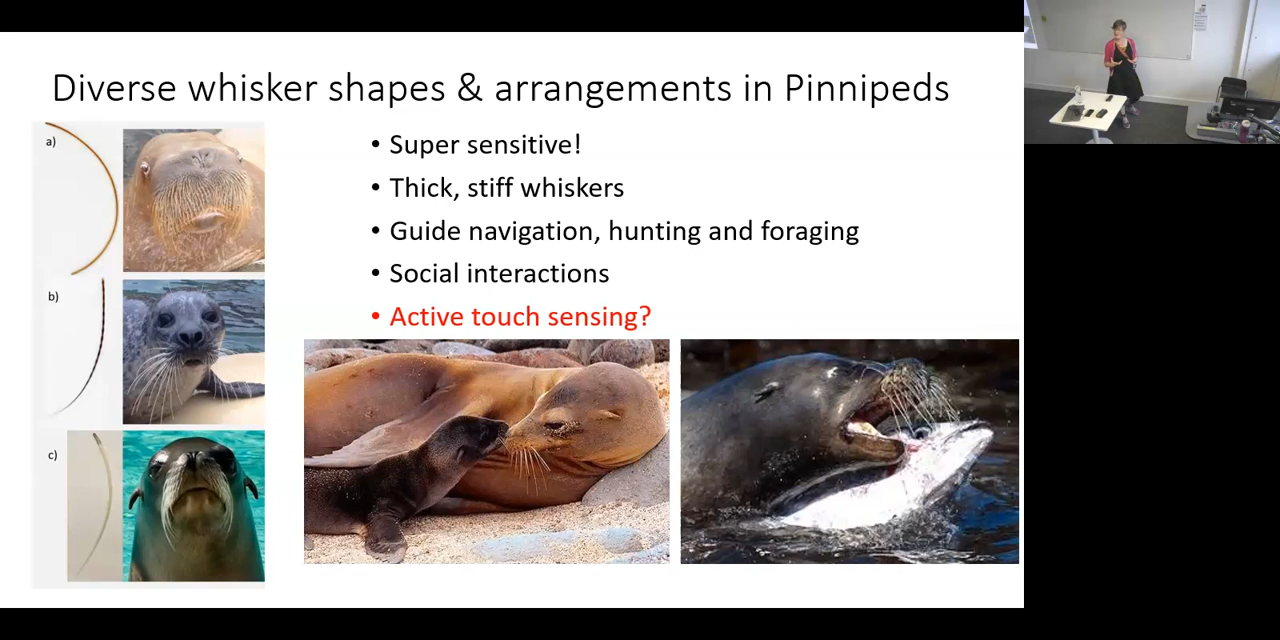 Diverse whisker shapes & arrangements in Pinnipeds
a)
b)
c)
• Super sensitive!
• Thick, stiff whiskers
• Guide navigation, hunting and foraging
• Social interactions
• Active touch sensing?